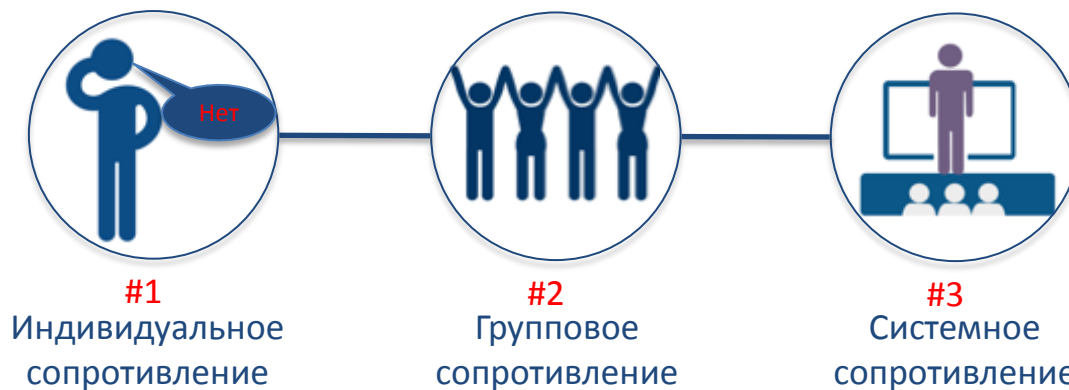 Нет
#1
Индивидуальное
сопротивление
#2
Групповое
сопротивление
#3
Системное
сопротивление